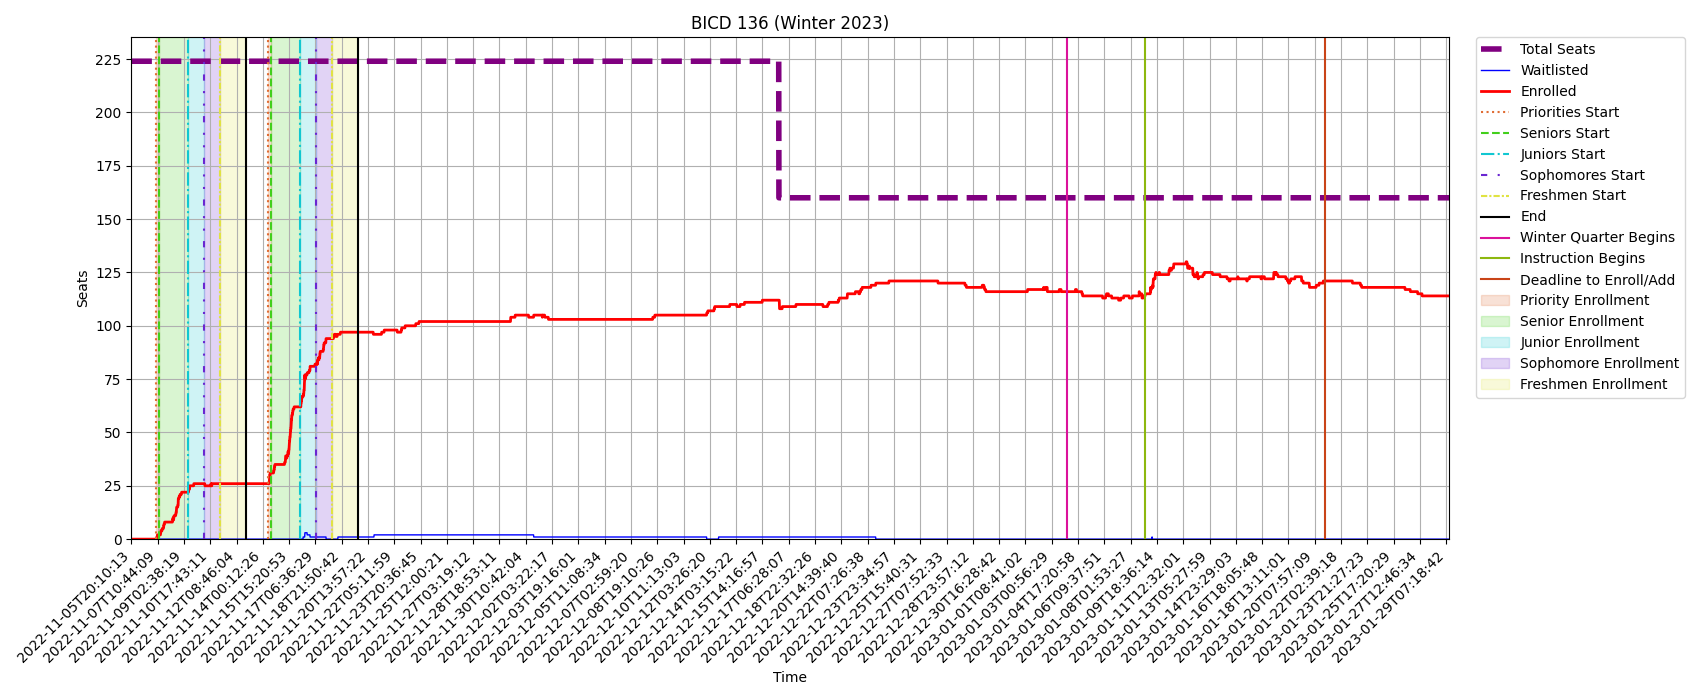 BICD 136 (Winter 2023)
Seats
225
200
175
150
125
100
75
50
25
0
2022-11-05T20:10:13
2022-11-07T10:44:09
2022-11-09T02:38:19
2022-11-10T17:43:11
2022-11-12T08:46:04
2022-11-14T00:12:26
2022-11-15T15:20:53
2022-11-17T06:36:29
2022-11-18T21:50:42
2022-11-20T13:57:22
2022-11-22T05:11:59
2022-11-23T20:36:45
2022-11-25T12:00:21
2022-11-27T03:19:12
2022-11-28T18:53:11
2022-11-30T10:42:04
2022-12-02T03:22:17
2022-12-03T19:16:01
2022-12-05T11:08:34
2022-12-07T02:59:20
2022-12-08T19:10:26
2022-12-10T11:13:03
2022-12-12T03:26:20
2022-12-14T03:15:22
2022-12-15T14:16:57
2022-12-17T06:28:07
2022-12-18T22:32:26
2022-12-20T14:39:40
2022-12-22T07:26:38
2022-12-23T23:34:57
2022-12-25T15:40:31
2022-12-27T07:52:33
2022-12-28T23:57:12
2022-12-30T16:28:42
2023-01-01T08:41:02
2023-01-03T00:56:29
2023-01-04T17:20:58
2023-01-06T09:37:51
2023-01-08T01:53:27
2023-01-09T18:36:14
2023-01-11T12:32:01
2023-01-13T05:27:59
2023-01-14T23:29:03
2023-01-16T18:05:48
2023-01-18T13:11:01
2023-01-20T07:57:09
2023-01-22T02:39:18
2023-01-23T21:27:23
2023-01-25T17:20:29
2023-01-27T12:46:34
2023-01-29T07:18:42
Time
Total Seats
Waitlisted
Enrolled
Priorities Start
Seniors Start
Juniors Start
Sophomores Start
Freshmen Start
End
Winter Quarter Begins
Instruction Begins
Deadline to Enroll/Add
Priority Enrollment
Senior Enrollment
Junior Enrollment
Sophomore Enrollment
Freshmen Enrollment